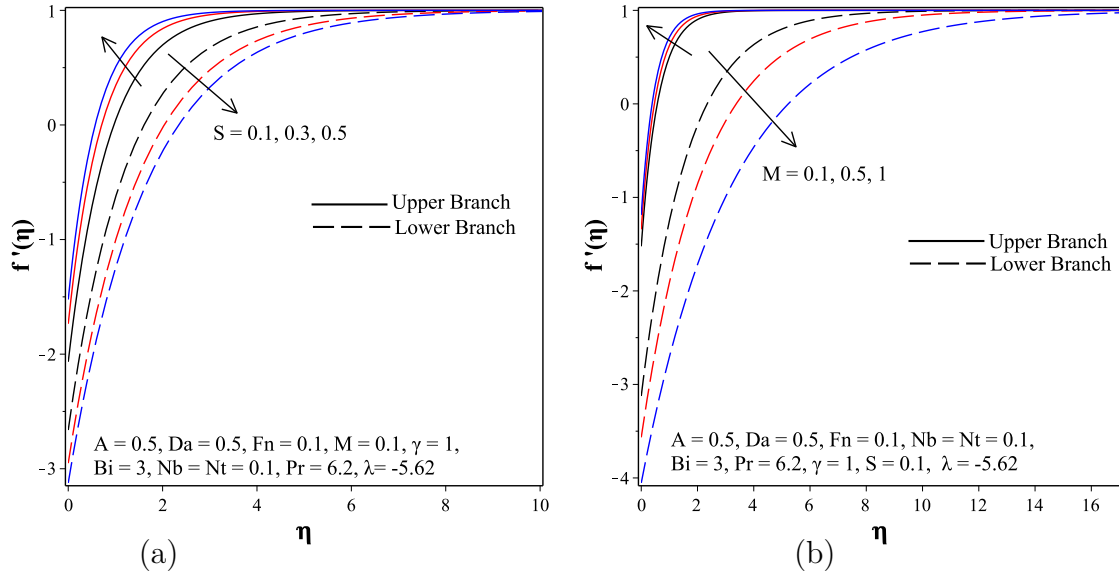 1
0
-1
-2
-3
f '(η)
S = 0.1, 0.3, 0.5
Upper Branch
Lower Branch
A = 0.5, Da = 0.5, Fn = 0.1, M = 0.1, γ = 1,
Bi = 3, Nb = Nt = 0.1, Pr = 6.2, λ= -5.62
0 2 4 6 8 10
η
(a)
1
0
-1
-2
-3
-4
f '(η)
M = 0.1, 0.5, 1
Upper Branch
Lower Branch
A = 0.5, Da = 0.5, Fn = 0.1, Nb = Nt = 0.1,
Bi = 3, Pr = 6.2, γ = 1, S = 0.1, λ = -5.62
0 2 4 6 8 10 12 14 16
η
(b)